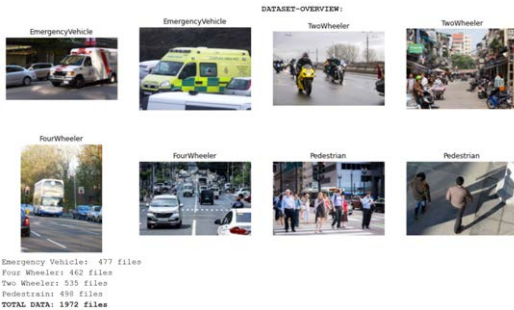 DATASET-OVERVIEW:
EmergencyVehicle
EmergencyVehicle
TwoWheeler
TwoWheeler
FourWheeler
FourWheeler
Pedestrian
Pedestrian
Emergency Vehicle: 477 files
Four Wheeler: 462 files
Two Wheeler: 535 files
Pedestrain: 498 files
TOTAL DATA: 1972 files